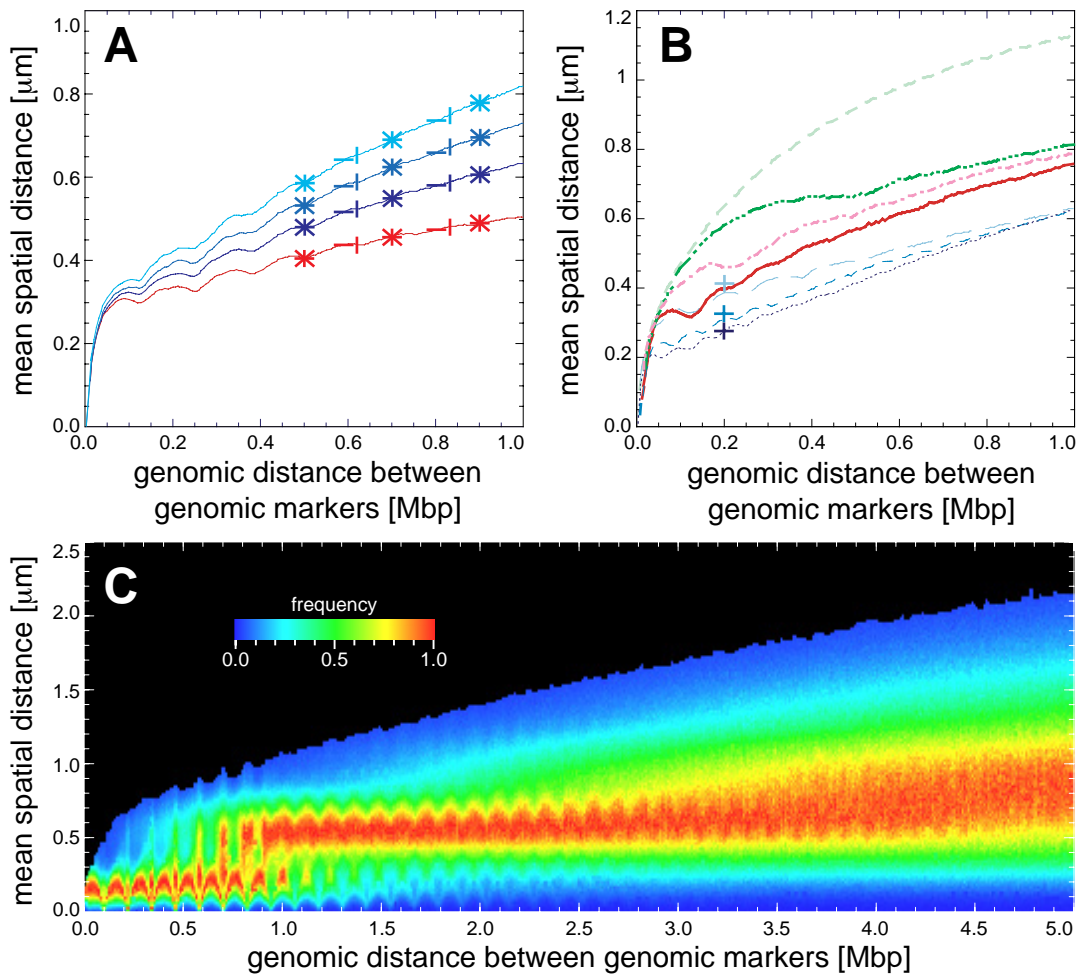 A
mean spatial distance [µm]
1.0
0.8
0.6
0.4
0.2
0.0
0.0 0.2 0.4 0.6 0.8 1.0
genomic distance between
genomic markers [Mbp]
B
mean spatial distance [µm]
1.2
1
0.8
0.6
0.4
0.2
0.0
0.0 0.2 0.4 0.6 0.8 1.0
genomic distance between
genomic markers [Mbp]
C
mean spatial distance [µm]
2.5
2.0
1.5
1.0
0.5
0.0
frequency
0.0 0.5 1.0
0.0 0.5 1.0 1.5 2.0 2.5 3.0 3.5 4.0 4.5 5.0
genomic distance between genomic markers [Mbp]